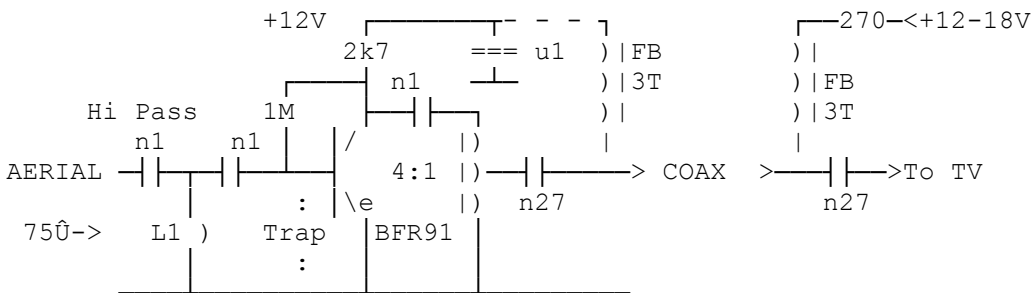 +12V 270 <+12-18V
2k7 === u1 )|FB )|
n1 )|3T )|FB
Hi Pass 1M )| )|3T
n1 n1 / |) | |
AERIAL 4:1 |) > COAX > >To TV
: \e |) n27 n27
75Û-> L1 ) Trap BFR91
: